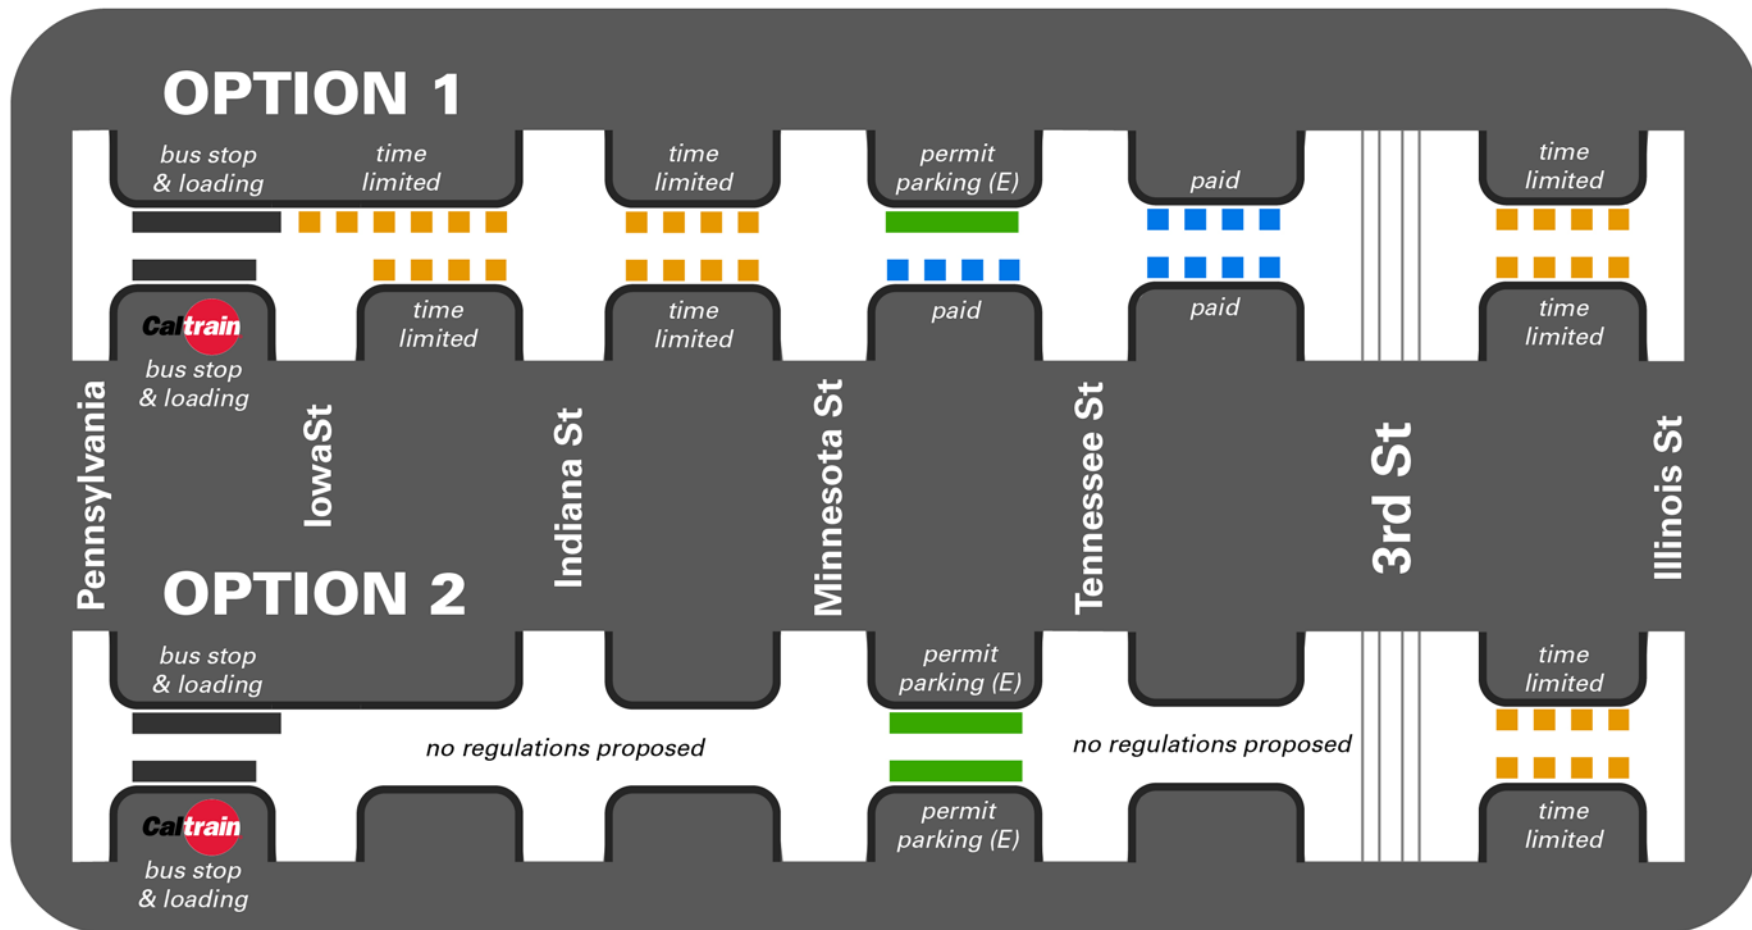 OPTION 1
bus stop
& loading
time
limited
time
limited
permit
parking (E)
paid
time
limited
Caltrain
bus stop
& loading
time
limited
time
limited
paid
paid
time
limited
Pennsylvania
IowaSt
Indiana St
Minnesota St
Tennessee St
3rd St
Illinois St
OPTION 2
bus stop
& loading
permit
parking (E)
time
limited
no regulations proposed
no regulations proposed
Caltrain
bus stop
& loading
permit
parking (E)
time
limited